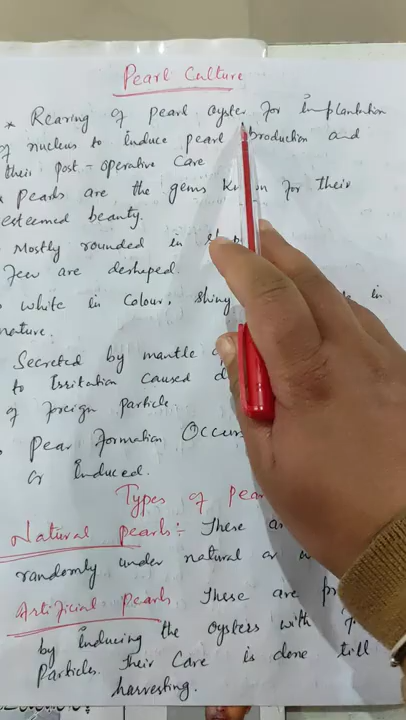 Pearl Culture
* Rearing of pearl oyster for implantation
of nucleus to induce pearl production and
their post-operative care
Pearls are the gems for their
esteemed beauty.
Mostly rounded in
few are deshaped.
white in colour, shiny in
nature.
Secreted by mantle
to Irritation caused
of foreign particle
Pear formation Occurs
or Induced.
Types of
Natural pearls:- These
randomly under natural or
Artificial pearls These are
by inducing the oysters with
Particles. Their Care is done till
harvesting.